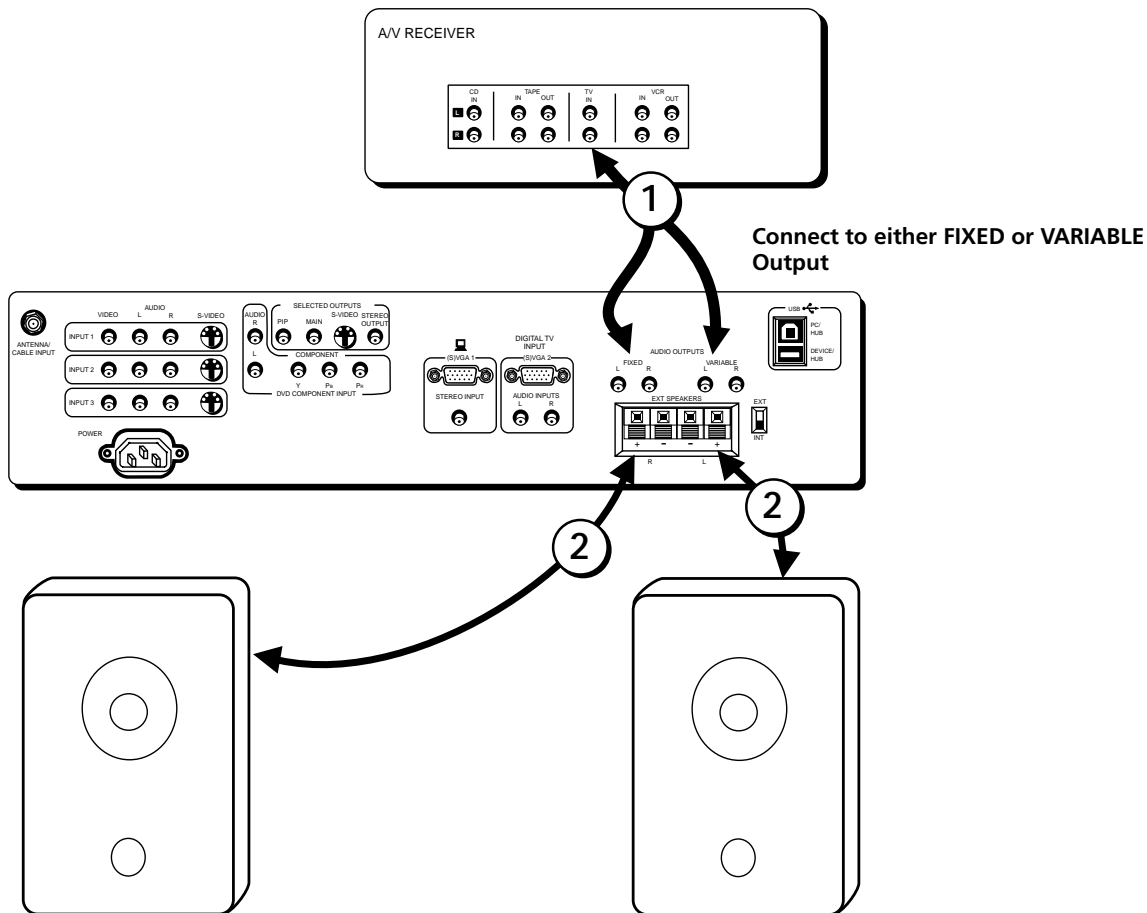 A/V RECEIVER
CD
IN
TAPE
IN OUT
TV
IN
VCR
IN OUT
L
R
1
Connect to either FIXED or VARIABLE
Output
ANTENNA/
CABLE INPUT
AUDIO
VIDEO L R S-VIDEO
INPUT 1
INPUT 2
INPUT 3
POWER
AUDIO
R
L
SELECTED OUTPUTS
PIP MAIN S-VIDEO STEREO
OUTPUT
COMPONENT
Y PB PR
DVD COMPONENT INPUT
(S)VGA 1
STEREO INPUT
DIGITAL TV
INPUT
(S)VGA 2
AUDIO INPUTS
L R
AUDIO OUTPUTS
FIXED
L R
VARIABLE
L R
EXT SPEAKERS
+ − − +
R L
EXT
INT
USB
PC/
HUB
DEVICE/
HUB
2
2